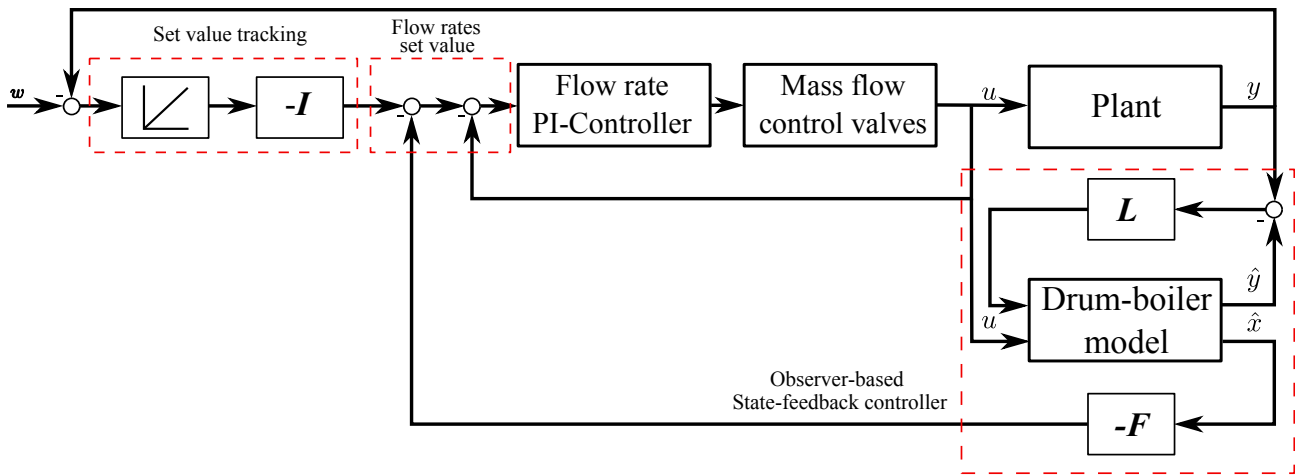 Set value tracking
Flow rates
set value
w
-
-I
-
-
Flow rate
PI-Controller
Mass flow
control valves
u
Plant
y
L
-
Drum-boiler
model
u
ŷ
x̂
Observer-based
State-feedback controller
-F